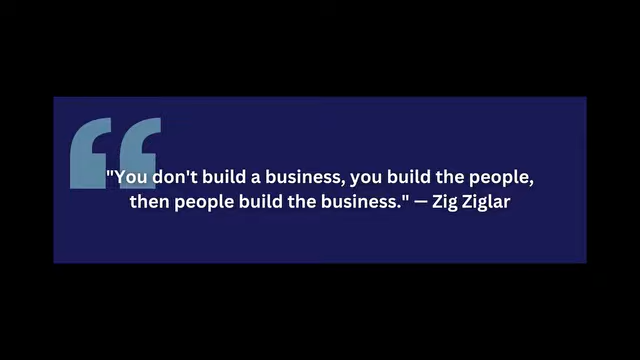 "You don't build a business, you build the people,
then people build the business." — Zig Ziglar